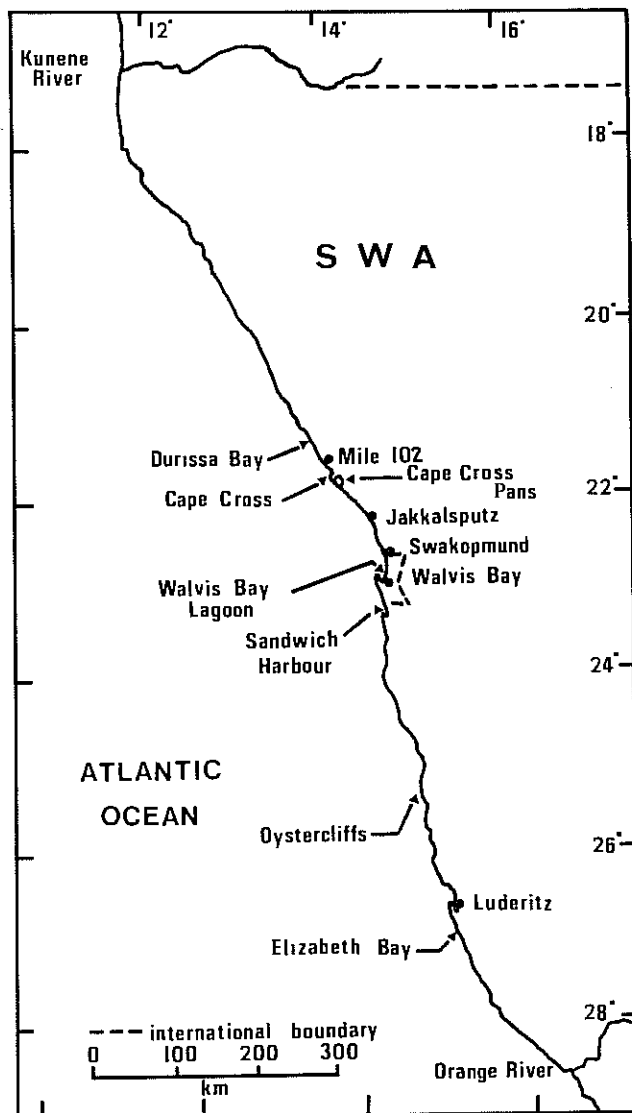 12°
14°
16°
Kunene
River
18°
S W A
20°
Durissa Bay
Mile 102
Cape Cross
Cape Cross
Pans
22°
Jakkalsputz
Swakopmund
Walvis Bay
Lagoon
Walvis Bay
Sandwich
Harbour
24°
ATLANTIC
OCEAN
Oystercliffs
26°
Luderitz
Elizabeth Bay
28°
international boundary
0 100 200 300
km
Orange River